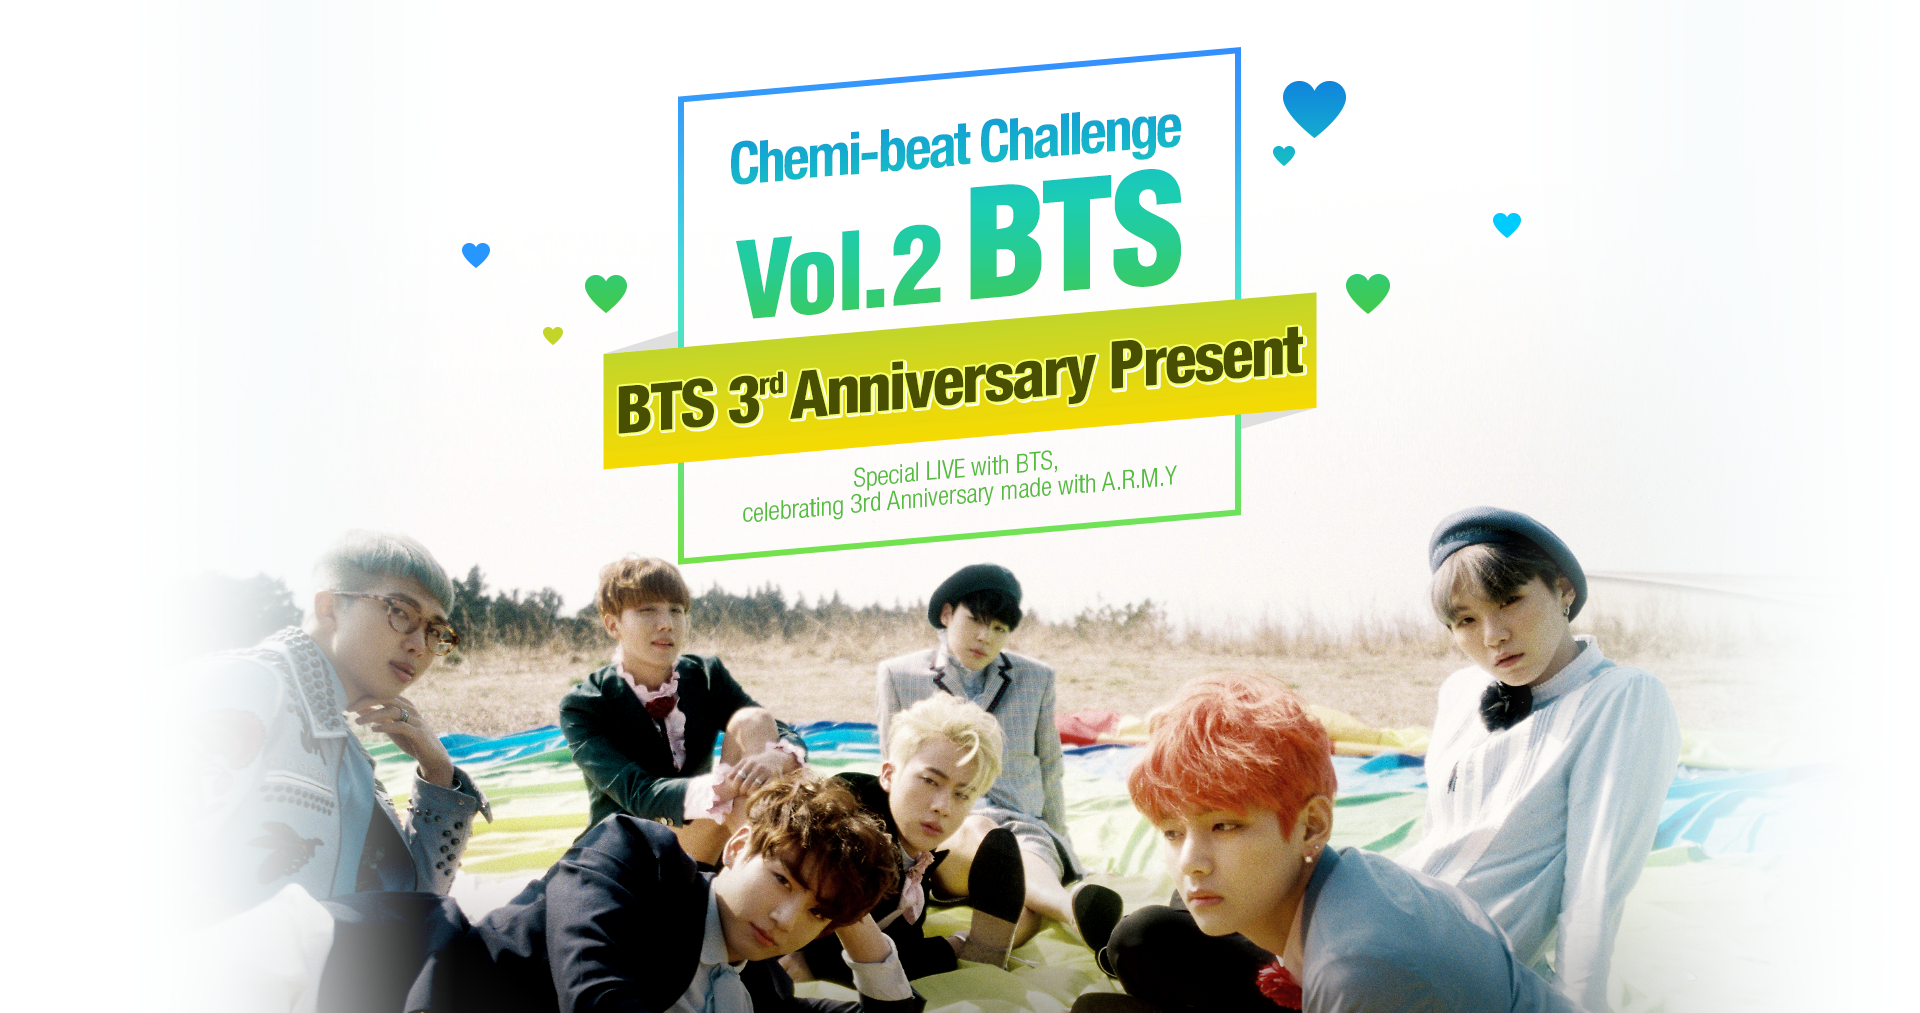 Chemi-beat Challenge
Vol.2 BTS
BTS 3rd Anniversary Present
Special LIVE with BTS,
celebrating 3rd Anniversary made with A.R.M.Y